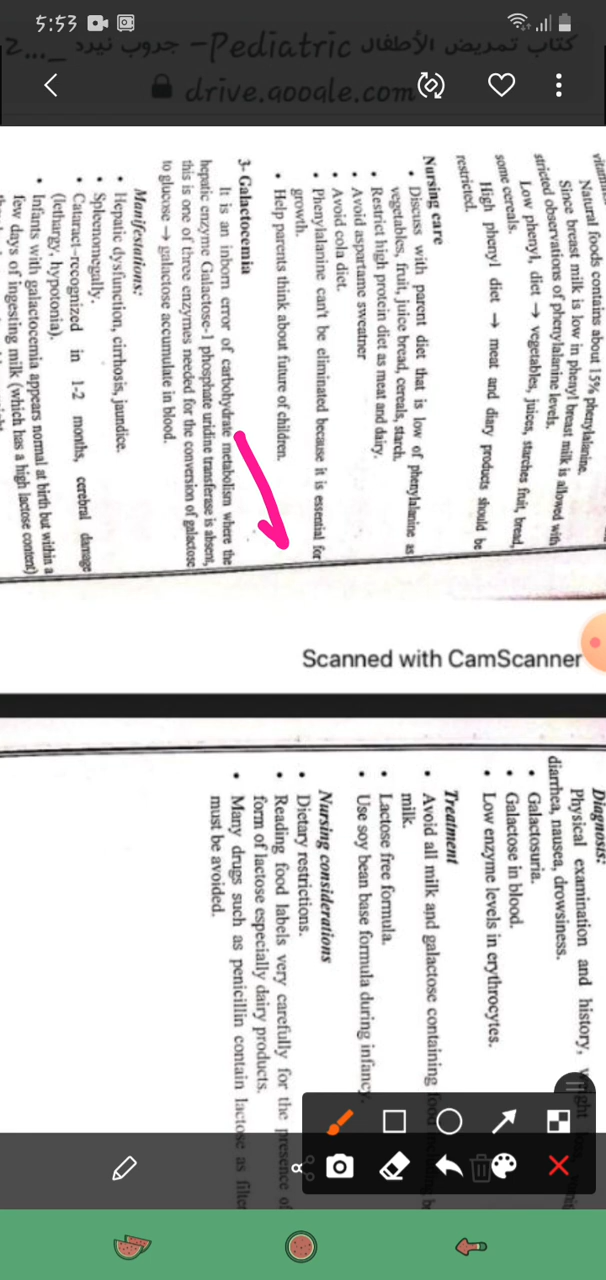 5:53
كتاب تمريض الأطفال Pediatric – جروب نيرد _...2
drive.google.com
Natural foods contains about 15% phenylalanine.
Since breast milk is low in phenyl breast milk is allowed with
stricted observations of phenylalanine levels.
Low phenyl, diet → vegetables, juices, starches fruit, bread,
some cereals.
High phenyl diet → meat and diary products should be
restricted.
Nursing care
• Discuss with parent diet that is low of phenylalanine as
vegetables, fruit, juice bread, cereals, starch.
• Restrict high protein diet as meat and dairy.
• Avoid aspartame sweatner
• Avoid cola diet.
• Phenylalanine can't be eliminated because it is essential for
growth.
• Help parents think about future of children.
3- Galactocemia
It is an inborn error of carbohydrate metabolism where the
hepatic enzyme Galactose-1 phosphate uridine transferase is absent,
this is one of three enzymes needed for the conversion of galactose
to glucose → galactose accumulate in blood.
Manifestations:
• Hepatic dysfunction, cirrhosis, jaundice.
• Spleenomegally.
• Cataract–recognized in 1-2 months, cerebral damage
(lethargy, hypotonia).
• Infants with galactocemia appears normal at birth but within a
few days of ingesting milk (which has a high lactose content)
Scanned with CamScanner
Diagnosis:
Physical examination and history,
diarrhea, nausea, drowsiness.
• Galactosuria.
• Galactose in blood.
• Low enzyme levels in erythrocytes.
Treatment
• Avoid all milk and galactose containing food
milk.
• Lactose free formula.
• Use soy bean base formula during infancy.
Nursing considerations
• Dietary restrictions.
• Reading food labels very carefully for the presence of
form of lactose especially dairy products.
• Many drugs such as penicillin contain lactose as
must be avoided.